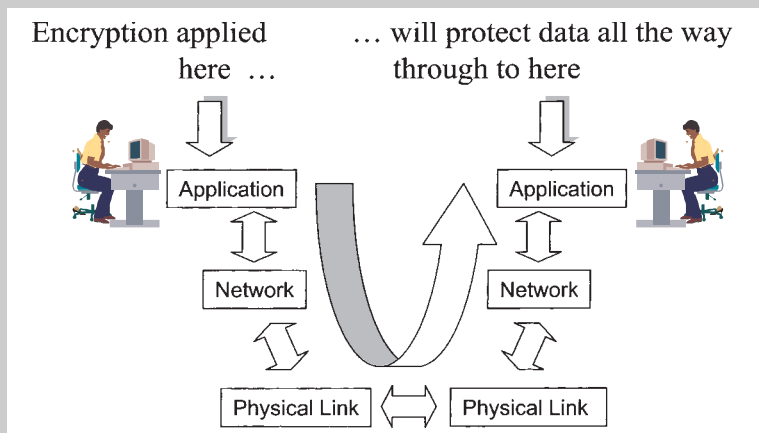 Encryption applied
here ...
... will protect data all the way
through to here
Application
Application
Network
Network
Physical Link
Physical Link